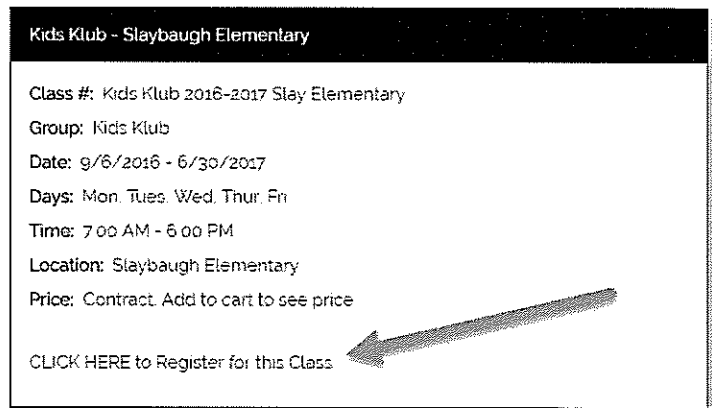 Kids Klub - Slaybaugh Elementary
Class #: Kids Klub 2016-2017 Slay Elementary
Group: Kids Klub
Date: 9/6/2016 - 6/30/2017
Days: Mon, Tues, Wed, Thur, Fri
Time: 7:00 AM - 6:00 PM
Location: Slaybaugh Elementary
Price: Contract. Add to cart to see price
CLICK HERE to Register for this Class